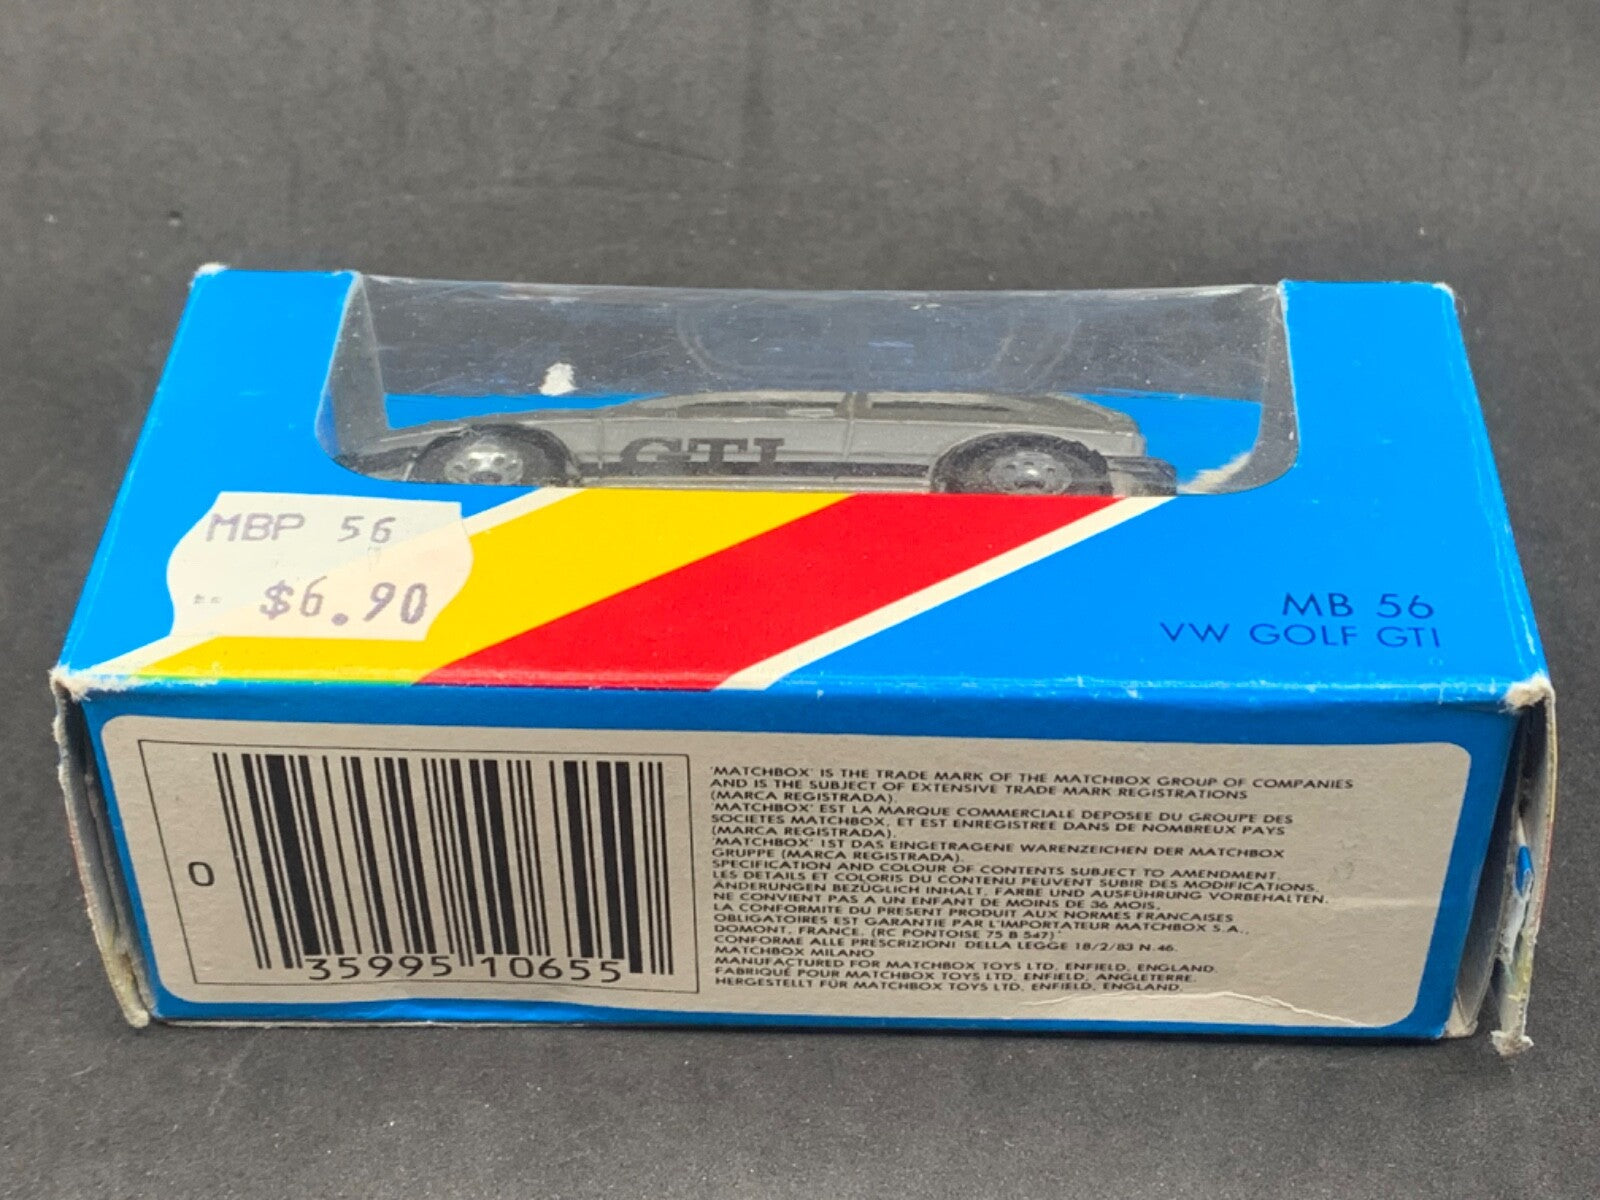 GTI
MBP 56
$6.90
MB 56
VW GOLF GTI
0
35995 10655
'MATCHBOX' IS THE TRADE MARK OF THE MATCHBOX GROUP OF COMPANIES
AND IS THE SUBJECT OF EXTENSIVE TRADE MARK REGISTRATIONS
(MARCA REGISTRADA).
'MATCHBOX' EST LA MARQUE COMMERCIALE DEPOSEE DU GROUPE DES
SOCIETES MATCHBOX, ET EST ENREGISTREE DANS DE NOMBREUX PAYS
(MARCA REGISTRADA).
'MATCHBOX' IST DAS EINGETRAGENE WARENZEICHEN DER MATCHBOX
GRUPPE (MARCA REGISTRADA).
SPECIFICATION AND COLOUR OF CONTENTS SUBJECT TO AMENDMENT.
LES DETAILS ET COLORIS DU CONTENU PEUVENT SUBIR DES MODIFICATIONS.
ÄNDERUNGEN BEZÜGLICH INHALT, FARBE UND AUSFÜHRUNG VORBEHALTEN.
NE CONVIENT PAS A UN ENFANT DE MOINS DE 36 MOIS.
LA CONFORMITE DU PRESENT PRODUIT AUX NORMES FRANCAISES
OBLIGATOIRES EST GARANTIE PAR L'IMPORTATEUR MATCHBOX S.A.,
DOMONT, FRANCE. (RC PONTOISE 75 B 547)
CONFORME ALLE PRESCRIZIONI DELLA LEGGE 18/2/83 N.46.
MATCHBOX MILANO
MANUFACTURED FOR MATCHBOX TOYS LTD, ENFIELD, ENGLAND.
FABRIQUÉ POUR MATCHBOX TOYS LTD, ENFIELD, ANGLETERRE.
HERGESTELLT FÜR MATCHBOX TOYS LTD, ENFIELD, ENGLAND.